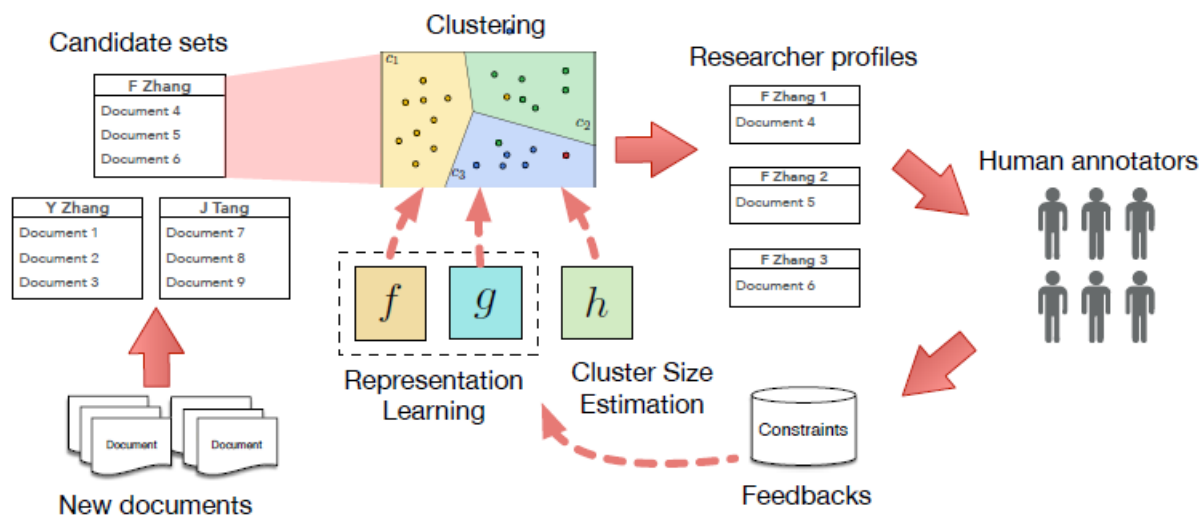 Clustering
Candidate sets
F Zhang
Document 4
Document 5
Document 6
Y Zhang
Document 1
Document 2
Document 3
J Tang
Document 7
Document 8
Document 9
Document
Document
New documents
c1
c2
c3
f
g
h
Representation
Learning
Cluster Size
Estimation
Researcher profiles
F Zhang 1
Document 4
F Zhang 2
Document 5
F Zhang 3
Document 6
Human annotators
Constraints
Feedbacks